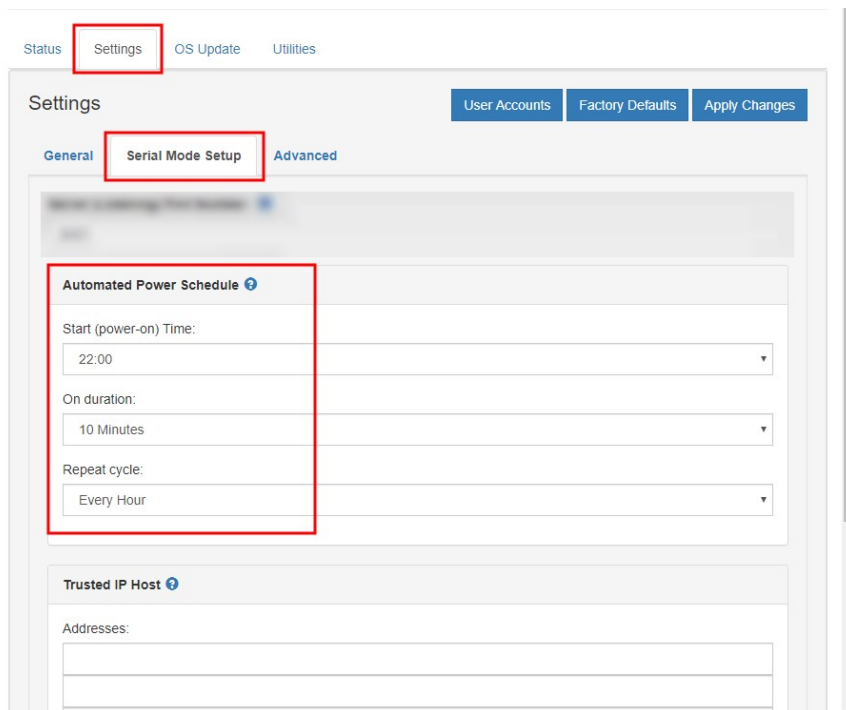 Status Settings OS Update Utilities
Settings User Accounts Factory Defaults Apply Changes
General Serial Mode Setup Advanced
Automated Power Schedule
Start (power-on) Time:
22:00
On duration:
10 Minutes
Repeat cycle:
Every Hour
Trusted IP Host
Addresses: